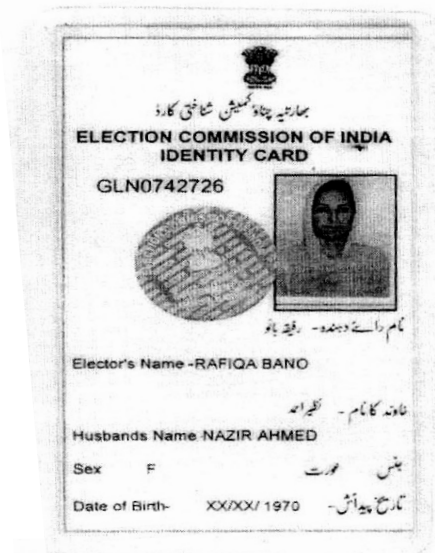 بھارتیہ چناؤ کمیشن شناختی کارڈ
ELECTION COMMISSION OF INDIA
IDENTITY CARD
GLN0742726
نام رائے دہندہ - رفیقہ بانو
Elector's Name -RAFIQA BANO
خاوند کا نام - نظیر احمد
Husbands Name NAZIR AHMED
Sex F جنس عورت
Date of Birth- XX/XX/ 1970 تاریخ پیدائش-